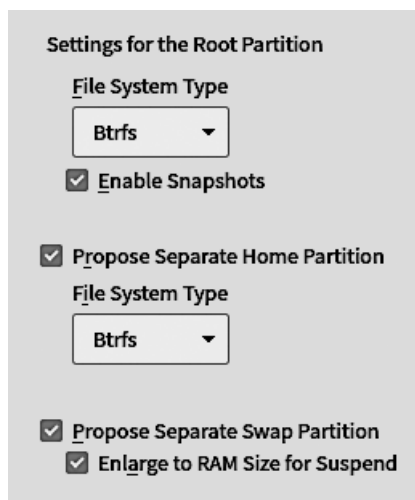 Settings for the Root Partition
File System Type
Btrfs
Enable Snapshots
Propose Separate Home Partition
File System Type
Btrfs
Propose Separate Swap Partition
Enlarge to RAM Size for Suspend